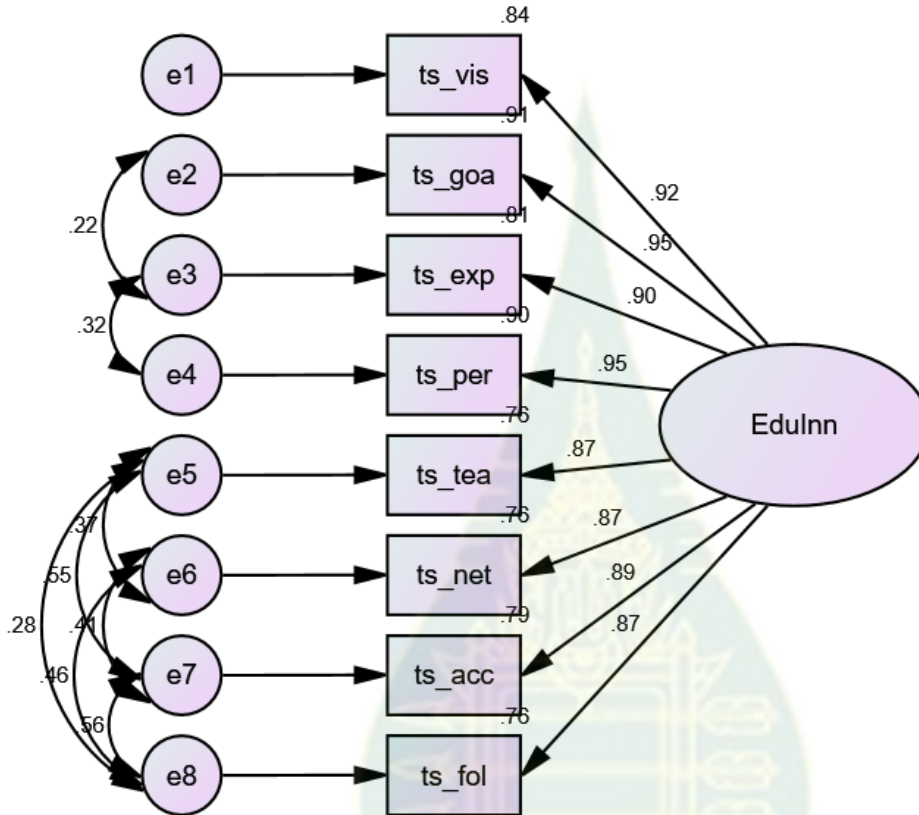 .84
e1
ts_vis
.91
e2
ts_goa
.92
.22
.81
.95
e3
ts_exp
.90
.32
.90
e4
ts_per
.95
EduInn
.76
e5
ts_tea
.87
.37
.76
.87
.55
e6
ts_net
.89
.28
.41
.79
.87
.46
e7
ts_acc
.56
.76
e8
ts_fol